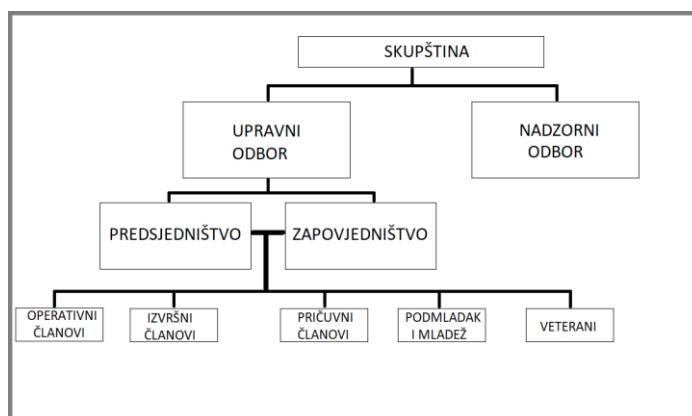 SKUPŠTINA
UPRAVNI
ODBOR
NADZORNI
ODBOR
PREDSJEDNIŠTVO
ZAPOVJEDNIŠTVO
OPERATIVNI
ČLANOVI
IZVRŠNI
ČLANOVI
PRIČUVNI
ČLANOVI
PODMLADAK
I MLADEŽ
VETERANI